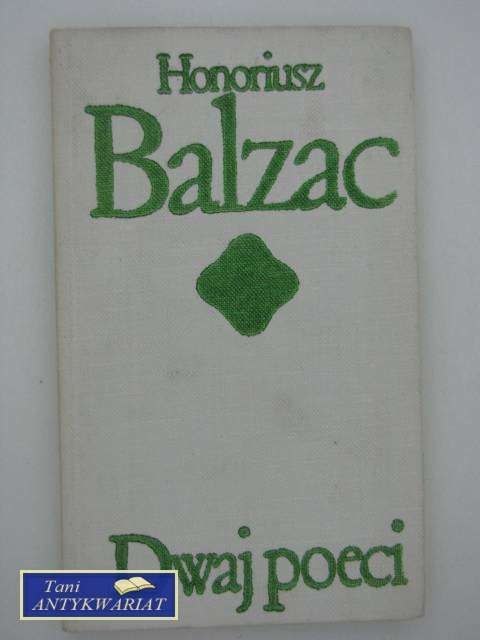 Honoriusz
Balzac
Dwaj poeci
Tani
ANTYKWARIAT